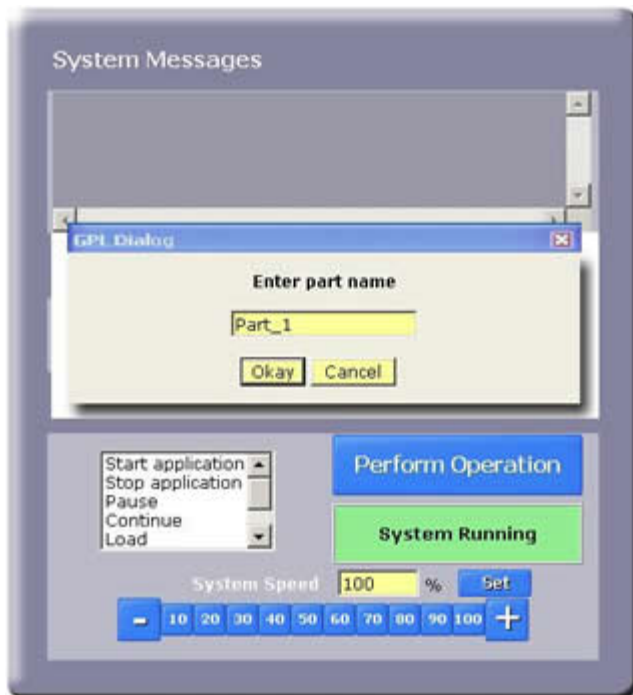 System Messages
GPL Dialog
Enter part name
Part_1
Okay Cancel
Start application
Stop application
Pause
Continue
Load
Perform Operation
System Running
System Speed 100 % Set
- 10 20 30 40 50 60 70 80 90 100 +